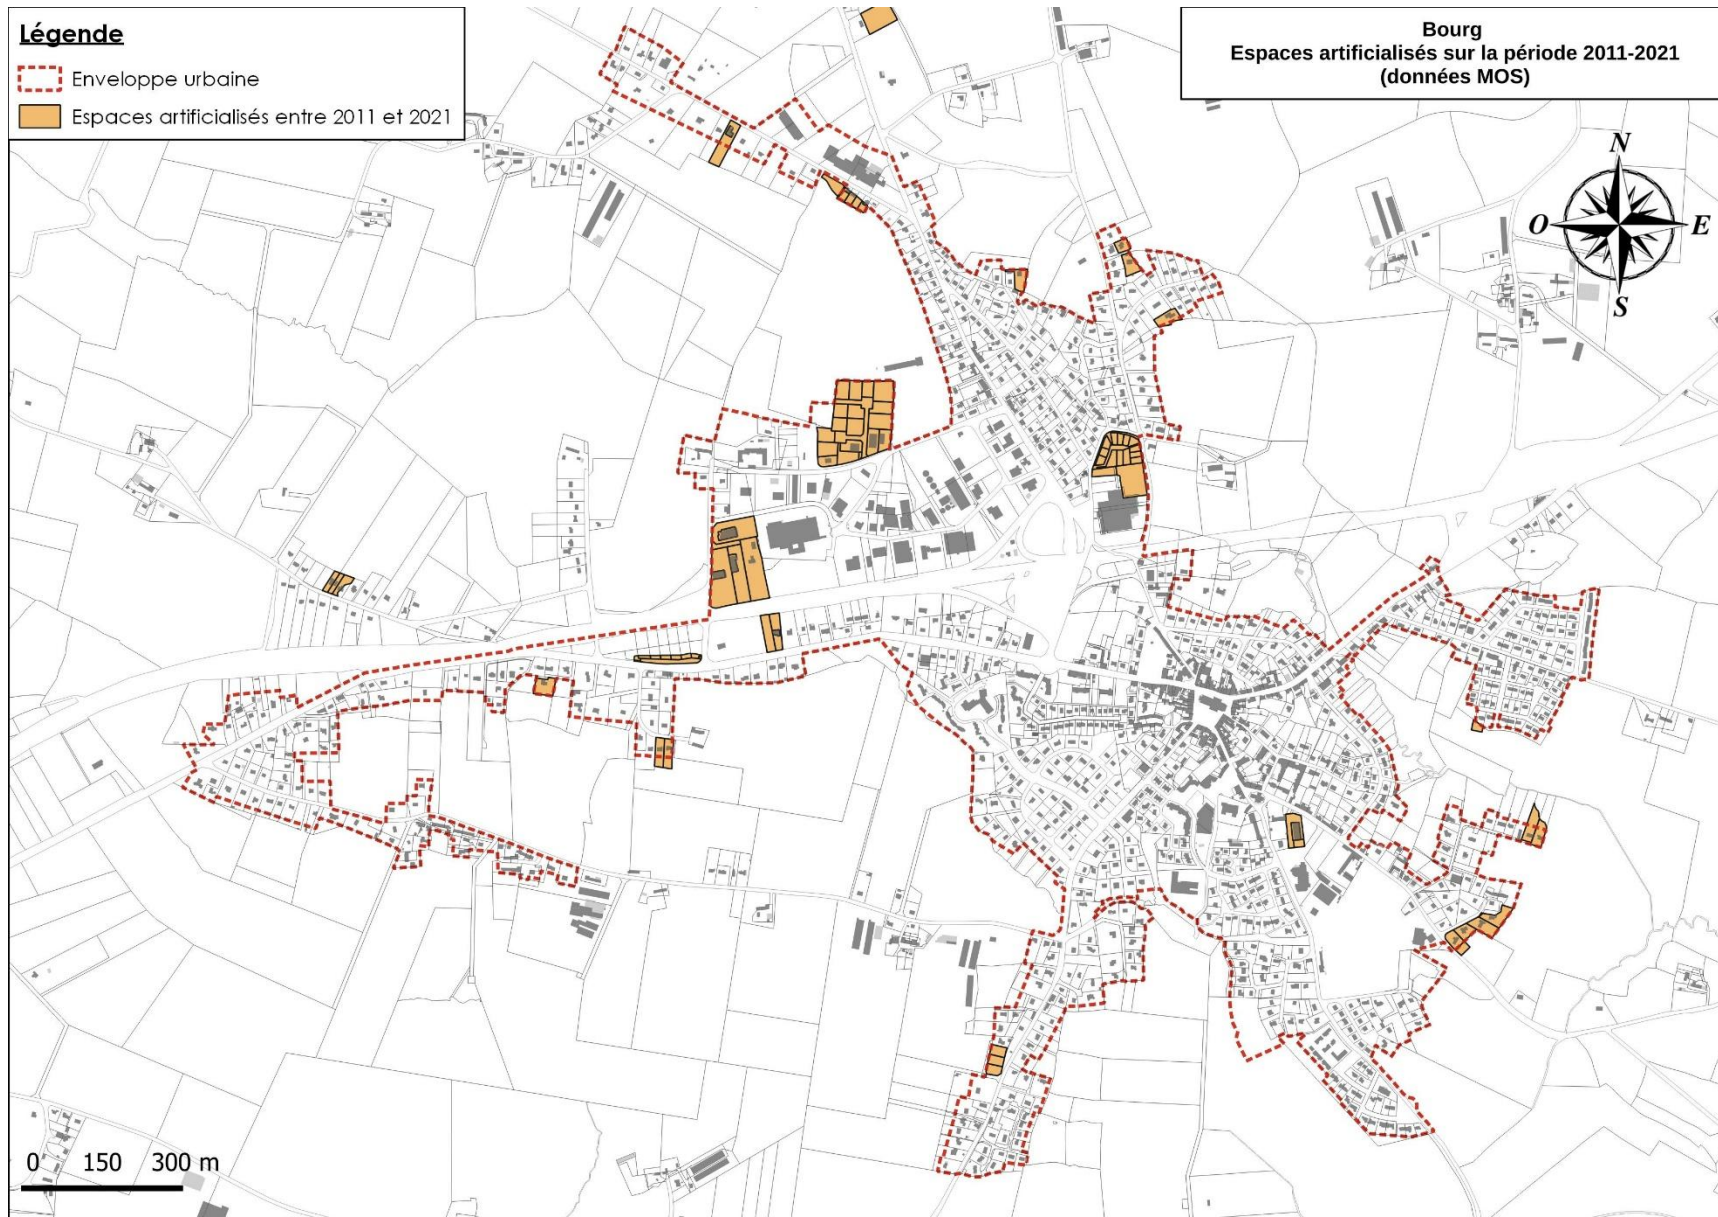 Légende
Enveloppe urbaine
Espaces artificialisés entre 2011 et 2021
Bourg
Espaces artificialisés sur la période 2011-2021
(données MOS)
N
O E
S
0 150 300 m